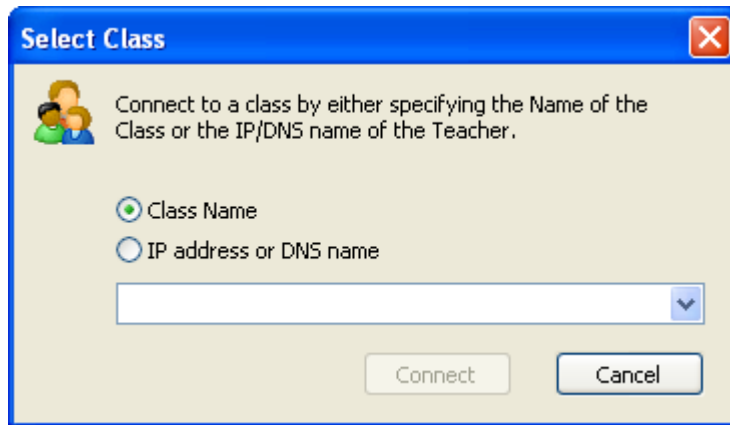 Select Class
Connect to a class by either specifying the Name of the
Class or the IP/DNS name of the Teacher.
Class Name
IP address or DNS name
Connect
Cancel